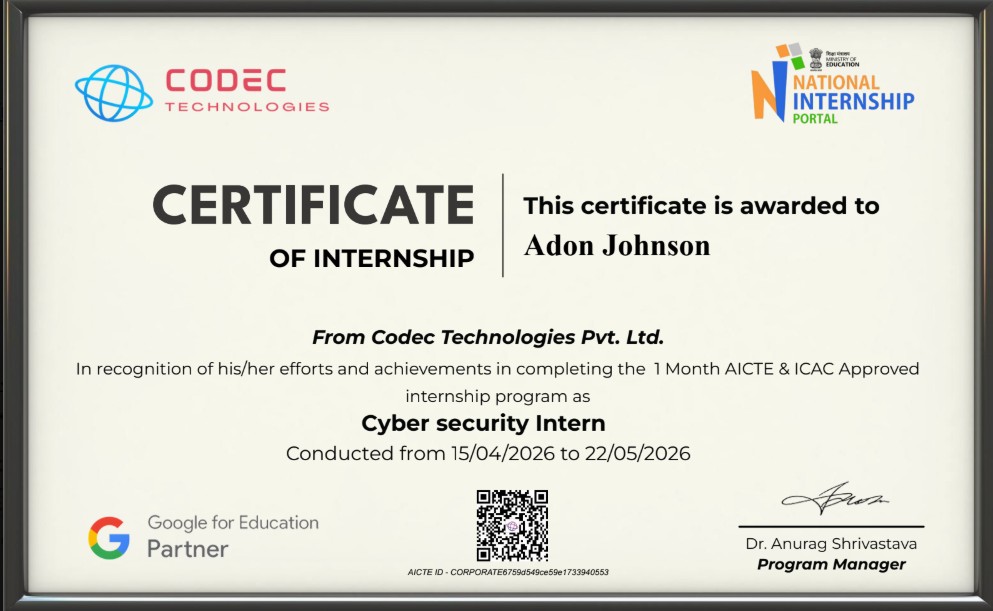 CODEC
TECHNOLOGIES
MINISTRY OF
EDUCATION
NATIONAL
INTERNSHIP
PORTAL
CERTIFICATE
OF INTERNSHIP
This certificate is awarded to
Adon Johnson
From Codec Technologies Pvt. Ltd.
In recognition of his/her efforts and achievements in completing the 1 Month AICTE & ICAC Approved
internship program as
Cyber security Intern
Conducted from 15/04/2026 to 22/05/2026
Google for Education
Partner
AICTE ID - CORPORATE6759d549ce59e1733940553
Dr. Anurag Shrivastava
Program Manager